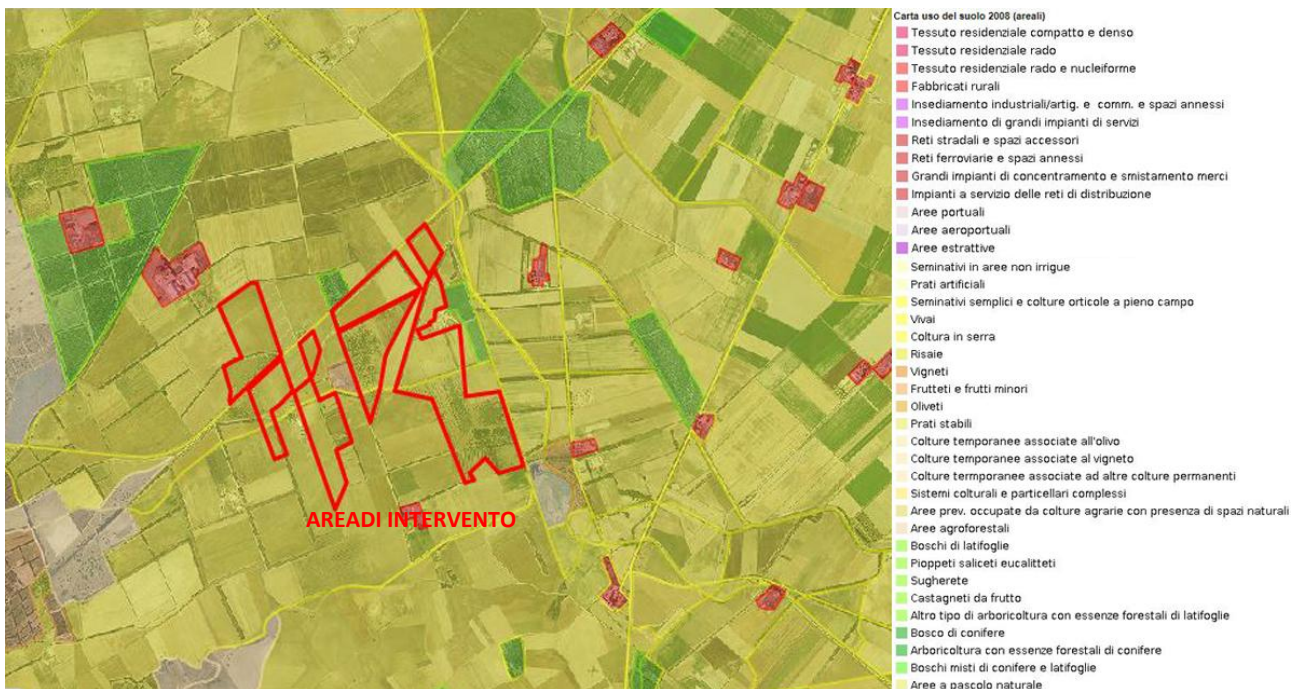 Carta uso del suolo 2008 (areali)
Tessuto residenziale compatto e denso
Tessuto residenziale rado
Tessuto residenziale rado e nucleiforme
Fabbricati rurali
Insediamento industriali/artig. e comm. e spazi annessi
Insediamento di grandi impianti di servizi
Reti stradali e spazi accessori
Reti ferroviarie e spazi annessi
Grandi impianti di concentramento e smistamento merci
Impianti a servizio delle reti di distribuzione
Aree portuali
Aree aeroportuali
Aree estrattive
Seminativi in aree non irrigue
Prati artificiali
Seminativi semplici e colture orticole a pieno campo
Vivai
Coltura in serra
Risaie
Vigneti
Frutteti e frutti minori
Oliveti
Prati stabili
Colture temporanee associate all'olivo
Colture temporanee associate al vigneto
Colture termporanee associate ad altre colture permanenti
Sistemi colturali e particellari complessi
Aree prev. occupate da colture agrarie con presenza di spazi naturali
Aree agroforestali
Boschi di latifoglie
Pioppeti saliceti eucalitteti
Sugherete
Castagneti da frutto
Altro tipo di arboricoltura con essenze forestali di latifoglie
Bosco di conifere
Arboricoltura con essenze forestali di conifere
Boschi misti di conifere e latifoglie
Aree a pascolo naturale
AREADI INTERVENTO